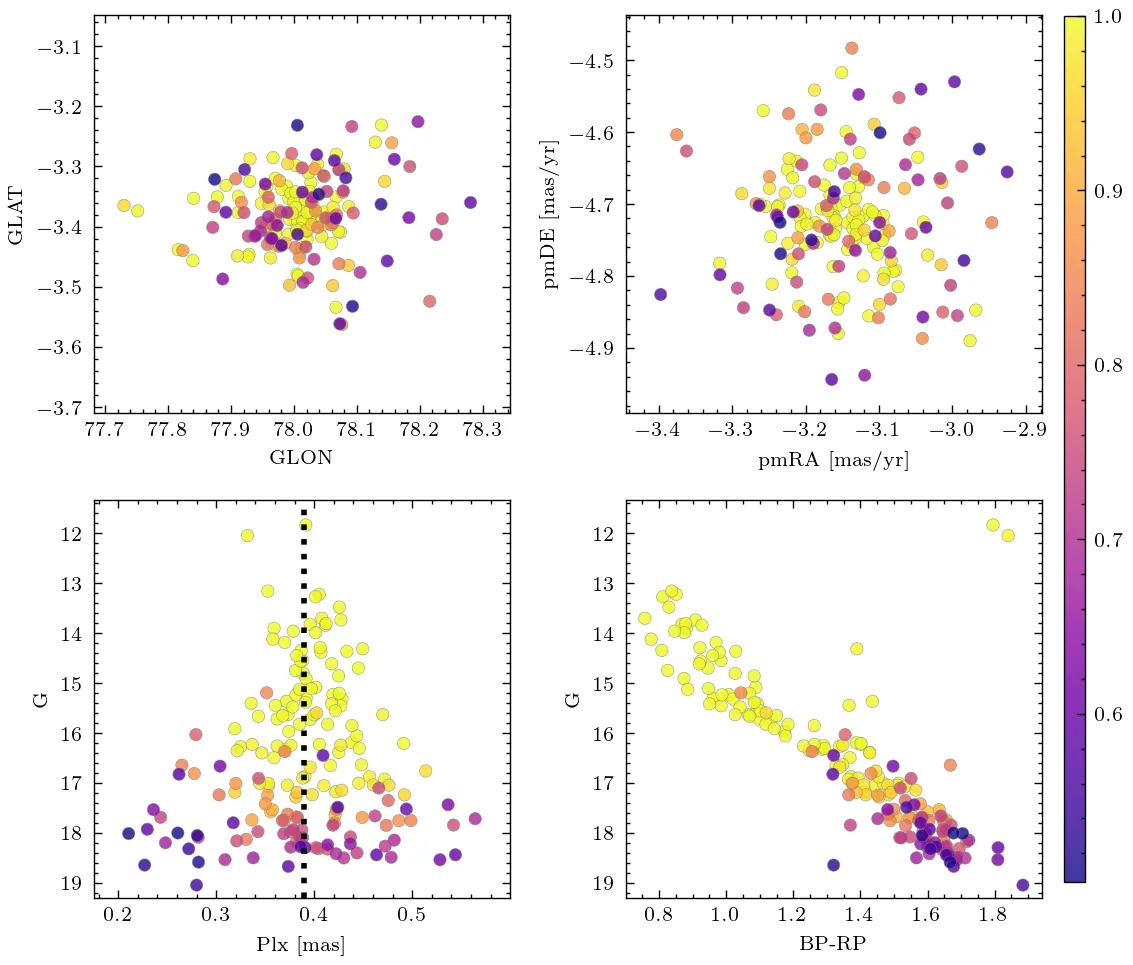 −3.1
−3.2
−3.3
−3.4
−3.5
−3.6
−3.7
GLAT
77.7 77.8 77.9 78.0 78.1 78.2 78.3
GLON
−4.5
−4.6
−4.7
−4.8
−4.9
pmDE [mas/yr]
−3.4 −3.3 −3.2 −3.1 −3.0 −2.9
pmRA [mas/yr]
12
13
14
15
16
17
18
19
G
0.2 0.3 0.4 0.5
Plx [mas]
12
13
14
15
16
17
18
19
G
0.8 1.0 1.2 1.4 1.6 1.8
BP-RP
1.0
0.9
0.8
0.7
0.6